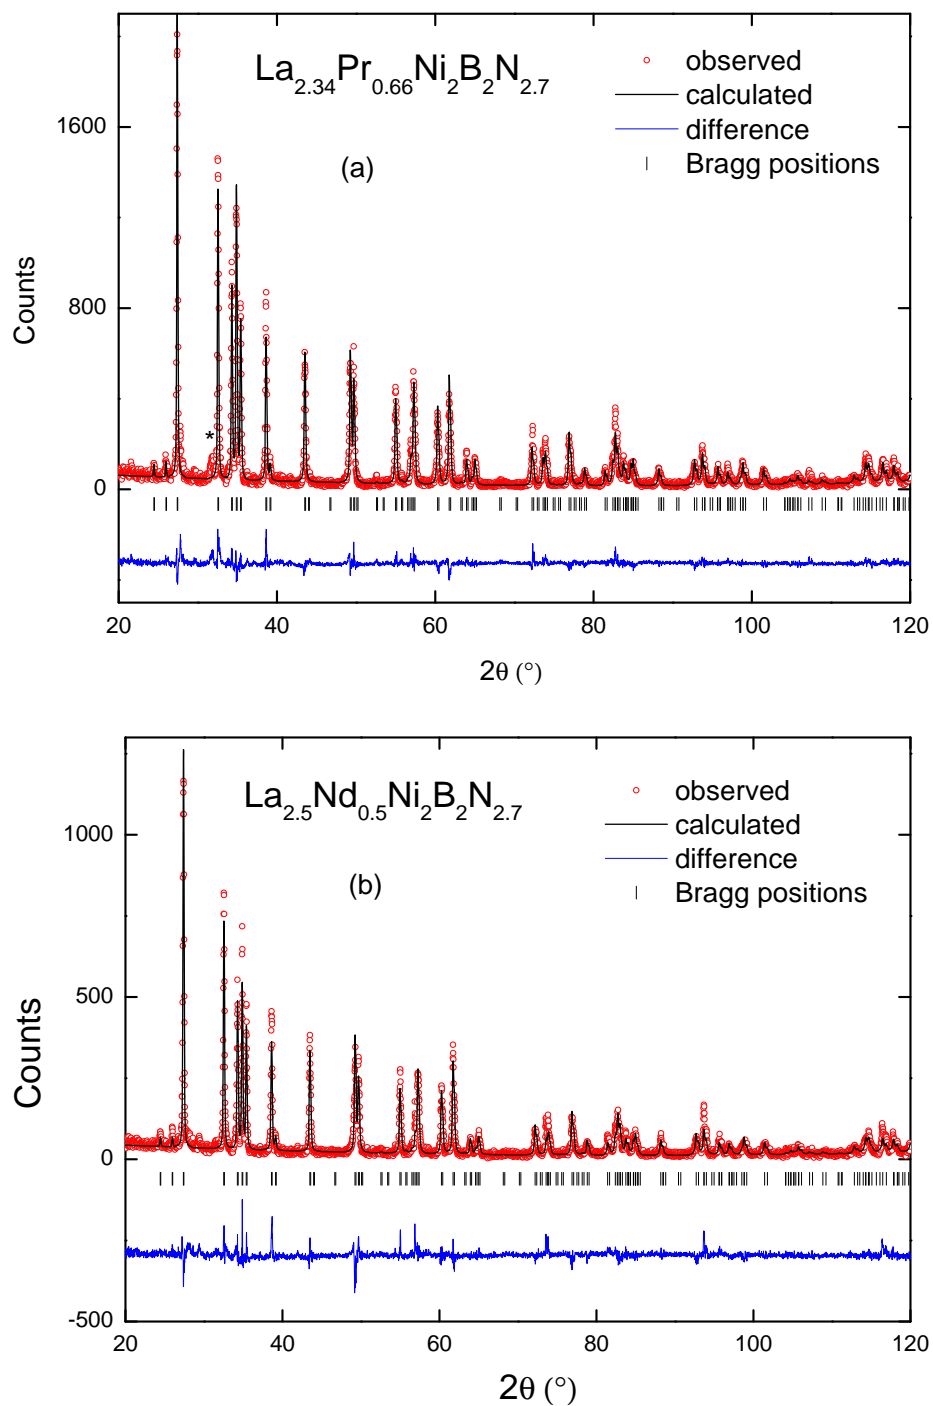 La2.34Pr0.66Ni2B2N2.7
observed
calculated
difference
Bragg positions
(a)
*
1600
800
0
Counts
20 40 60 80 100 120
2θ (°)
La2.5Nd0.5Ni2B2N2.7
observed
calculated
difference
Bragg positions
(b)
1000
500
0
-500
Counts
20 40 60 80 100 120
2θ (°)